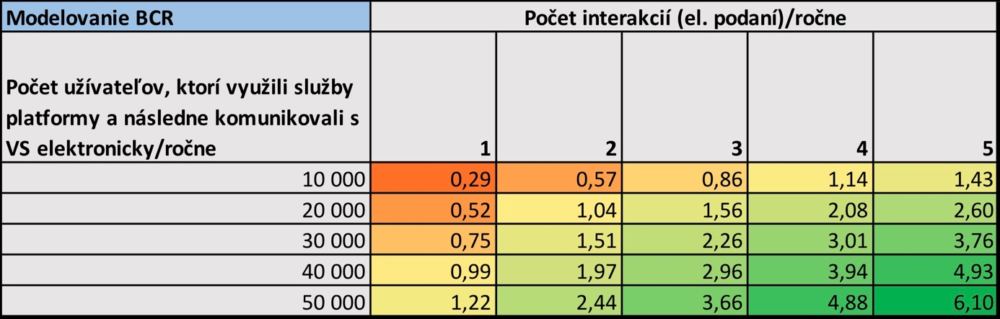 Modelovanie BCR Počet interakcií (el. podaní)/ročne
Počet užívateľov, ktorí využili služby
platformy a následne komunikovali s
VS elektronicky/ročne 1 2 3 4 5
10 000 0,29 0,57 0,86 1,14 1,43
20 000 0,52 1,04 1,56 2,08 2,60
30 000 0,75 1,51 2,26 3,01 3,76
40 000 0,99 1,97 2,96 3,94 4,93
50 000 1,22 2,44 3,66 4,88 6,10